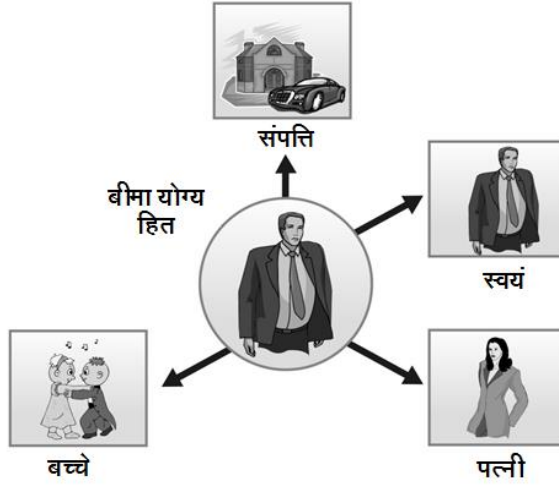 संपत्ति
बीमा योग्य
हित
स्वयं
बच्चे
पत्नी